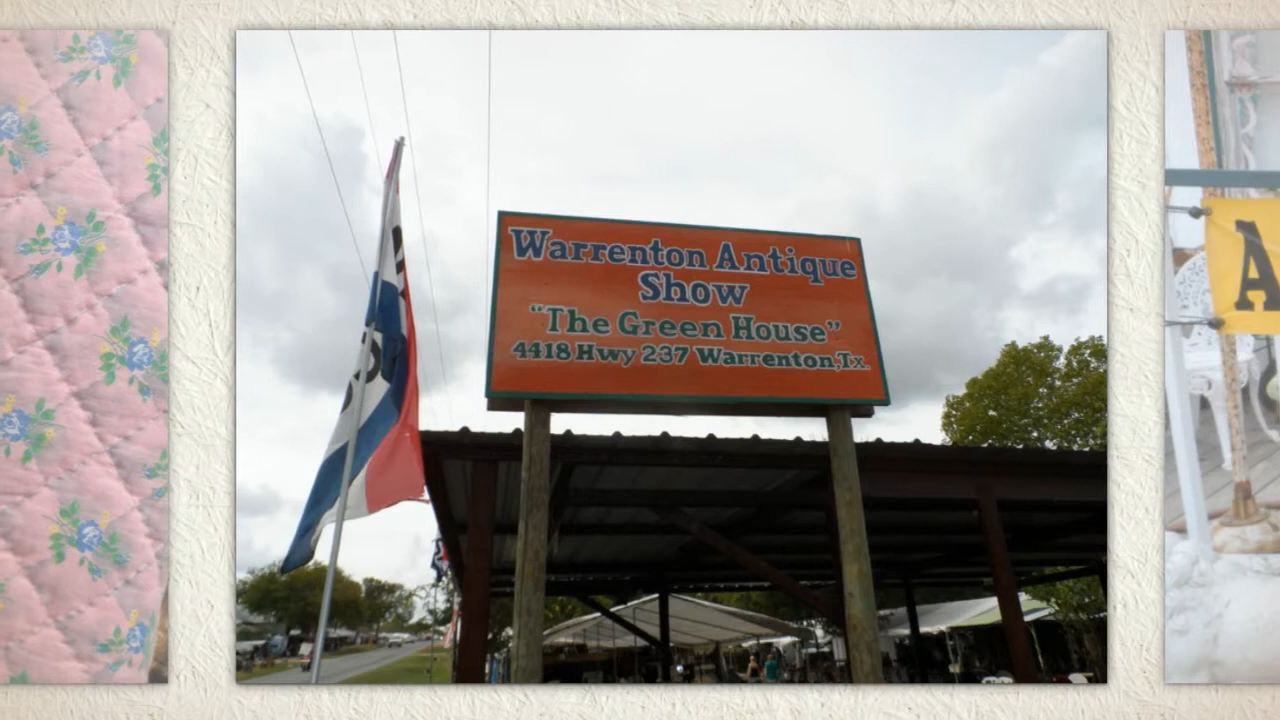 Warrenton Antique
Show
"The Green House"
4418 Hwy 237 Warrenton,Tx.
A